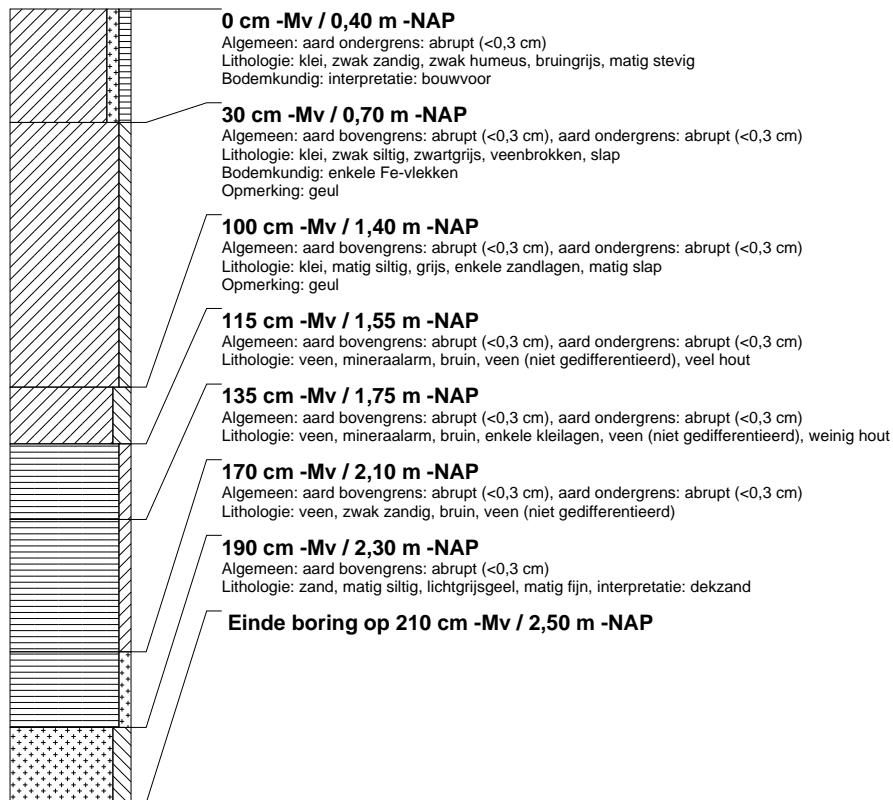 0 cm -Mv / 0,40 m -NAP
Algemeen: aard ondergrens: abrupt (<0,3 cm)
Lithologie: klei, zwak zandig, zwak humeus, bruingrijs, matig stevig
Bodemkundig: interpretatie: bouwvoor
30 cm -Mv / 0,70 m -NAP
Algemeen: aard bovengrens: abrupt (<0,3 cm), aard ondergrens: abrupt (<0,3 cm)
Lithologie: klei, zwak siltig, zwartgrijs, veenbrokken, slap
Bodemkundig: enkele Fe-vlekken
Opmerking: geul
100 cm -Mv / 1,40 m -NAP
Algemeen: aard bovengrens: abrupt (<0,3 cm), aard ondergrens: abrupt (<0,3 cm)
Lithologie: klei, matig siltig, grijs, enkele zandlagen, matig slap
Opmerking: geul
115 cm -Mv / 1,55 m -NAP
Algemeen: aard bovengrens: abrupt (<0,3 cm), aard ondergrens: abrupt (<0,3 cm)
Lithologie: veen, mineraalarm, bruin, veen (niet gedifferentieerd), veel hout
135 cm -Mv / 1,75 m -NAP
Algemeen: aard bovengrens: abrupt (<0,3 cm), aard ondergrens: abrupt (<0,3 cm)
Lithologie: veen, mineraalarm, bruin, enkele kleilagen, veen (niet gedifferentieerd), weinig hout
170 cm -Mv / 2,10 m -NAP
Algemeen: aard bovengrens: abrupt (<0,3 cm), aard ondergrens: abrupt (<0,3 cm)
Lithologie: veen, zwak zandig, bruin, veen (niet gedifferentieerd)
190 cm -Mv / 2,30 m -NAP
Algemeen: aard bovengrens: abrupt (<0,3 cm)
Lithologie: zand, matig siltig, lichtgrijsgeel, matig fijn, interpretatie: dekzand
Einde boring op 210 cm -Mv / 2,50 m -NAP